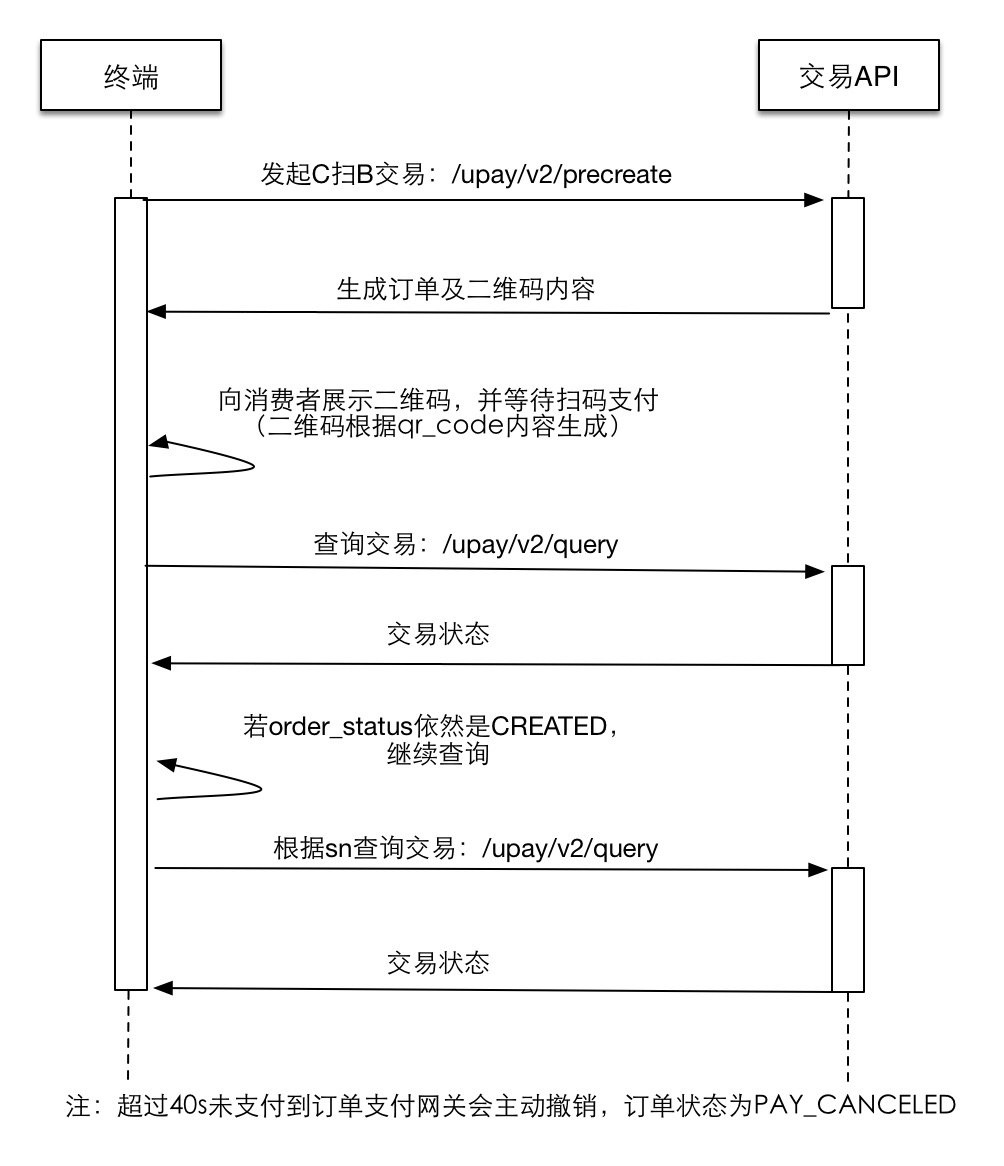 终端
交易API
发起C扫B交易：/upay/v2/precreate
生成订单及二维码内容
向消费者展示二维码，并等待扫码支付
（二维码根据qr_code内容生成）
查询交易：/upay/v2/query
交易状态
若order_status依然是CREATED，
继续查询
根据sn查询交易：/upay/v2/query
交易状态
注：超过40s未支付到订单支付网关会主动撤销，订单状态为PAY_CANCELED